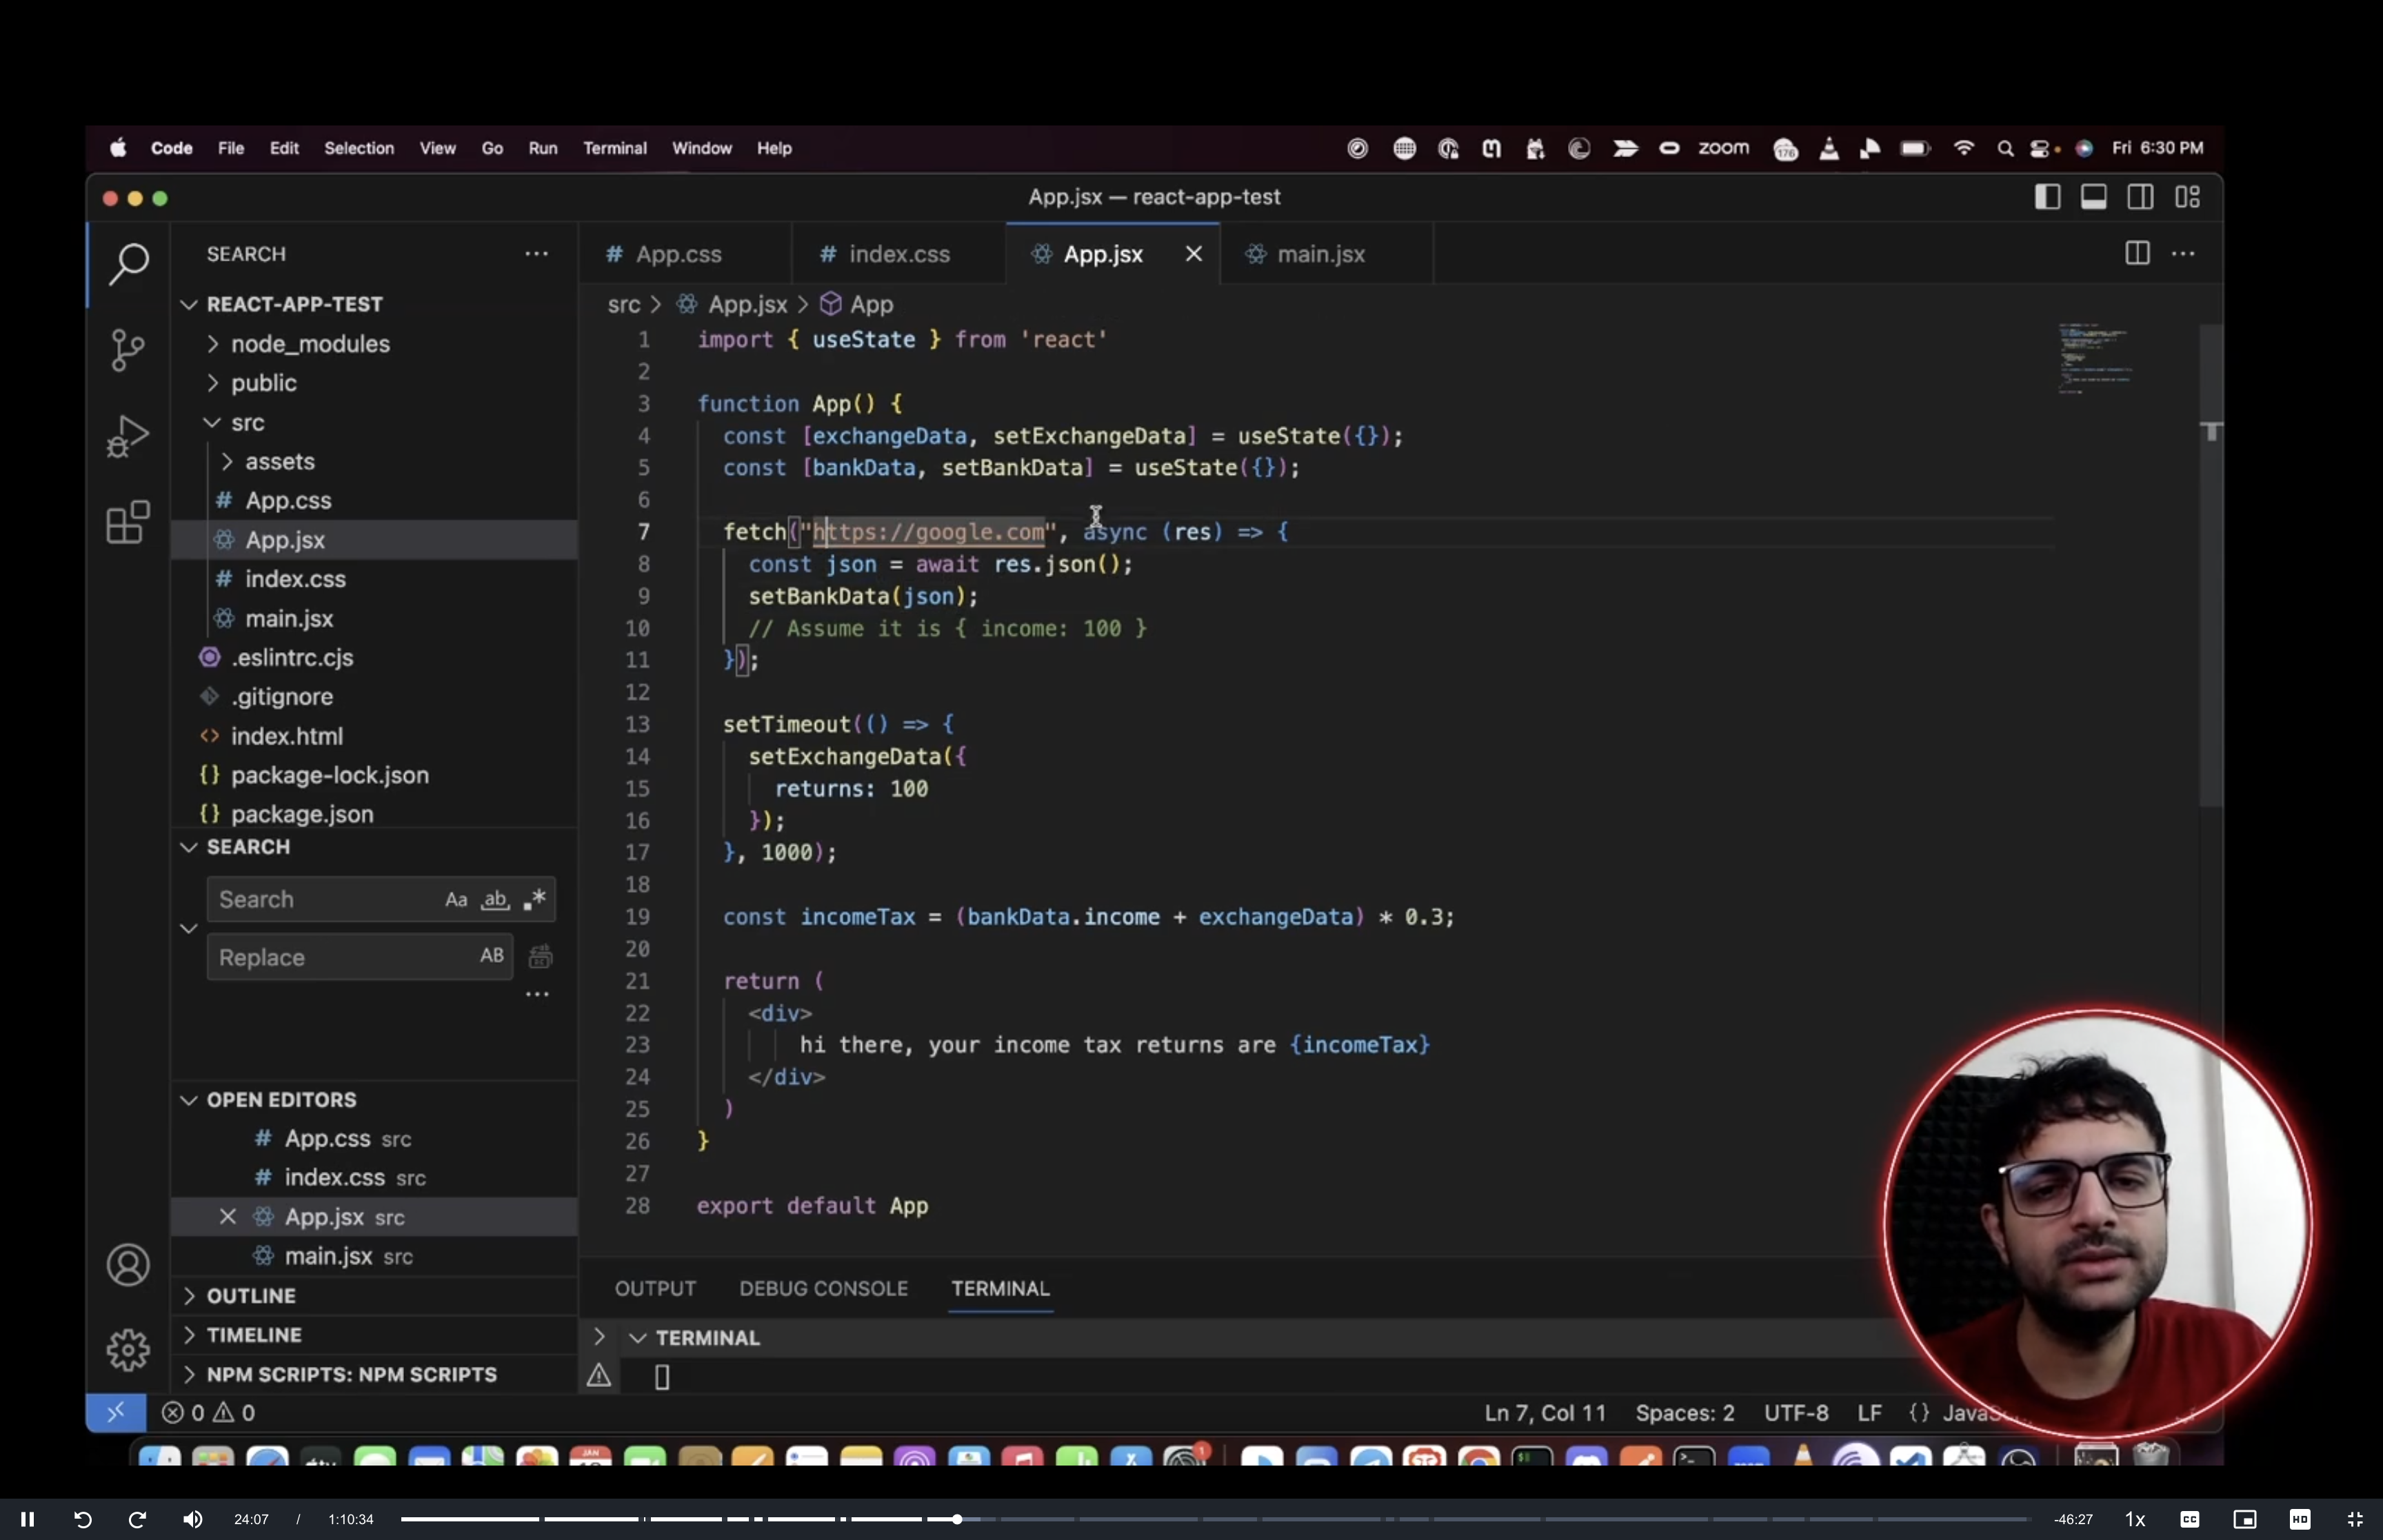 Code File Edit Selection View Go Run Terminal Window Help zoom 176 Fri 6:30 PM
App.jsx — react-app-test
SEARCH
# App.css # index.css App.jsx main.jsx
REACT-APP-TEST
src > App.jsx > App
node_modules
public
src
assets
# App.css
App.jsx
# index.css
main.jsx
.eslintrc.cjs
.gitignore
<> index.html
{} package-lock.json
{} package.json
SEARCH
Search Aa ab .*
Replace AB
OPEN EDITORS
# App.css src
# index.css src
App.jsx src
main.jsx src
OUTLINE
TIMELINE
NPM SCRIPTS: NPM SCRIPTS
1 import { useState } from 'react'
2
3 function App() {
4 const [exchangeData, setExchangeData] = useState({});
5 const [bankData, setBankData] = useState({});
6
7 fetch("https://google.com", async (res) => {
8 const json = await res.json();
9 setBankData(json);
10 // Assume it is { income: 100 }
11 });
12
13 setTimeout(() => {
14 setExchangeData({
15 returns: 100
16 });
17 }, 1000);
18
19 const incomeTax = (bankData.income + exchangeData) * 0.3;
20
21 return (
22 <div>
23 hi there, your income tax returns are {incomeTax}
24 </div>
25 )
26 }
27
28 export default App
OUTPUT DEBUG CONSOLE TERMINAL
TERMINAL
0 0 Ln 7, Col 11 Spaces: 2 UTF-8 LF {}
JAN
1
24:07 / 1:10:34 -46:27 1x CC HD